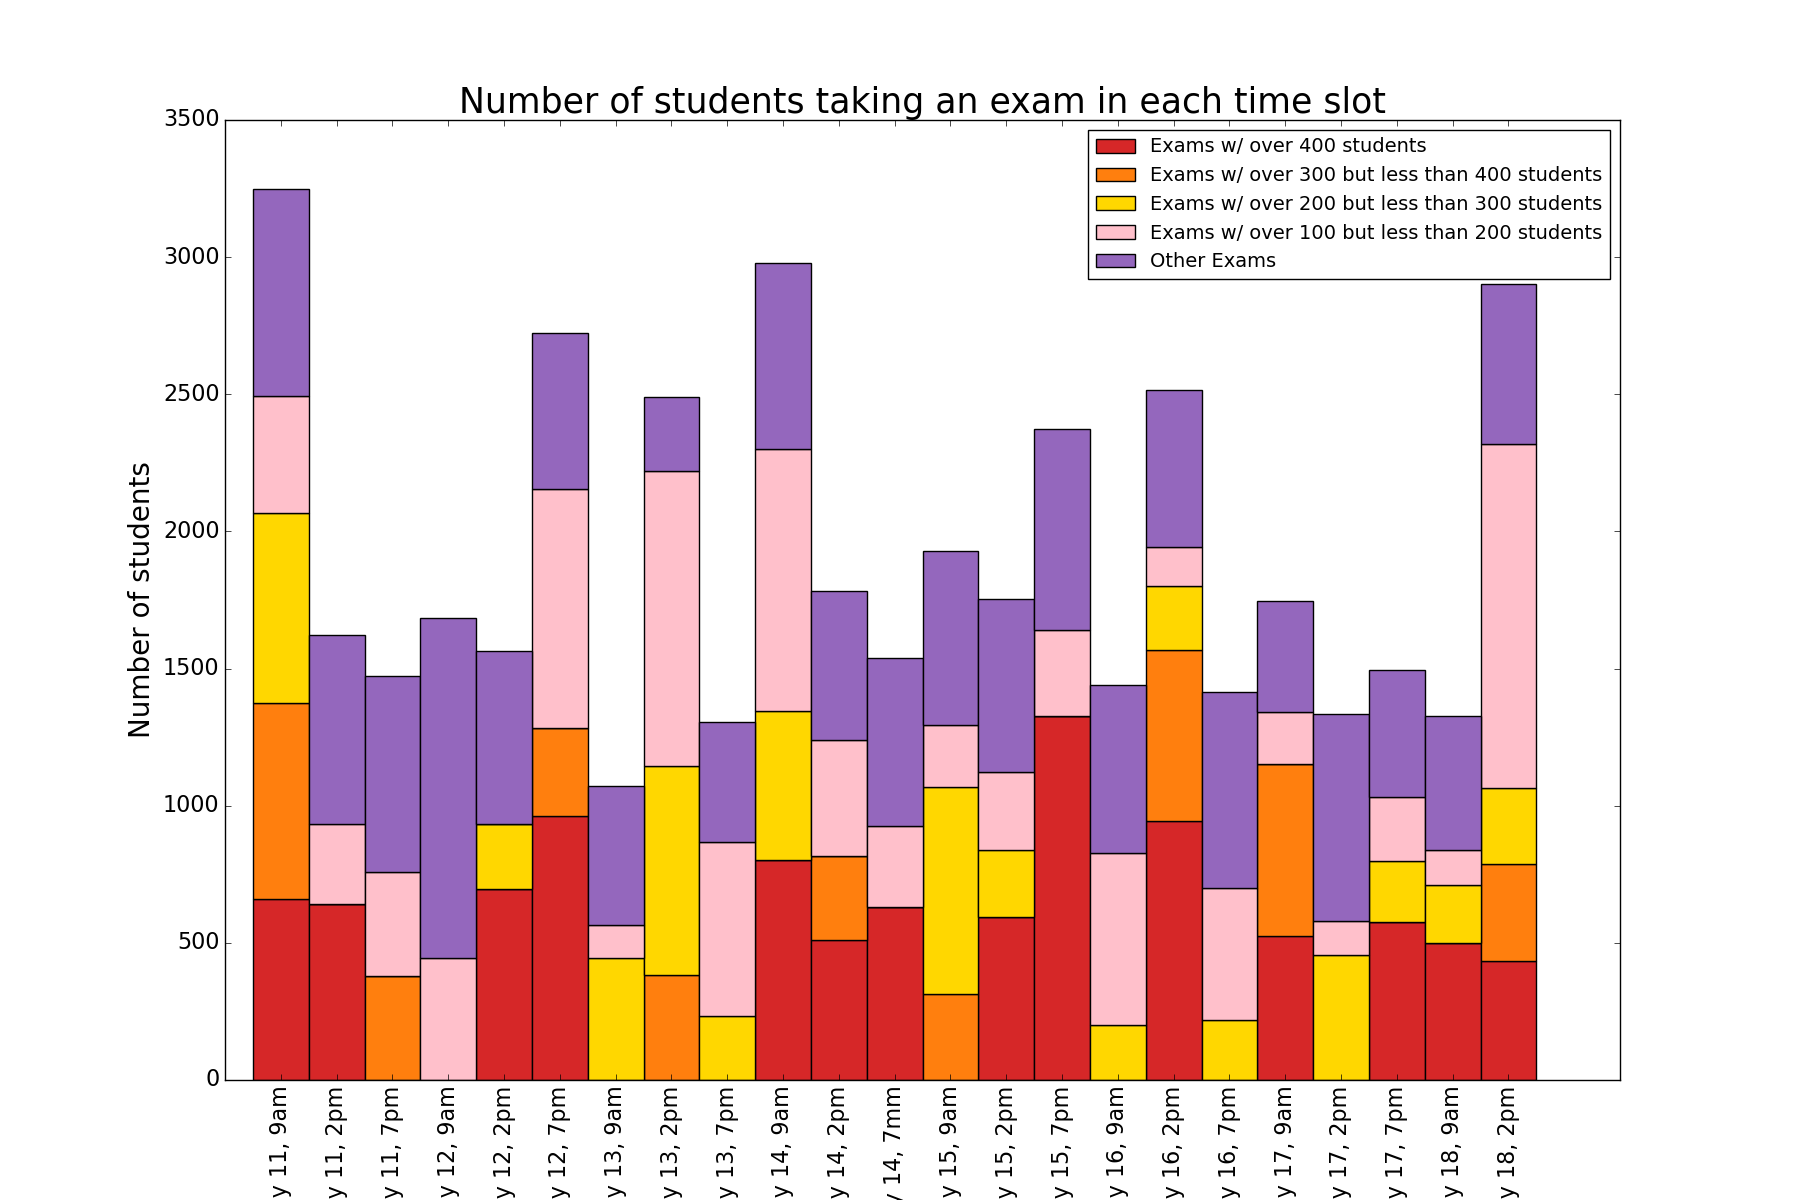 Number of students taking an exam in each time slot
Exams w/ over 400 students
Exams w/ over 300 but less than 400 students
Exams w/ over 200 but less than 300 students
Exams w/ over 100 but less than 200 students
Other Exams
Number of students
3500
3000
2500
2000
1500
1000
500
0
y 11, 9am
y 11, 2pm
y 11, 7pm
y 12, 9am
y 12, 2pm
y 12, 7pm
y 13, 9am
y 13, 2pm
y 13, 7pm
y 14, 9am
y 14, 2pm
y 14, 7mm
y 15, 9am
y 15, 2pm
y 15, 7pm
y 16, 9am
y 16, 2pm
y 16, 7pm
y 17, 9am
y 17, 2pm
y 17, 7pm
y 18, 9am
y 18, 2pm